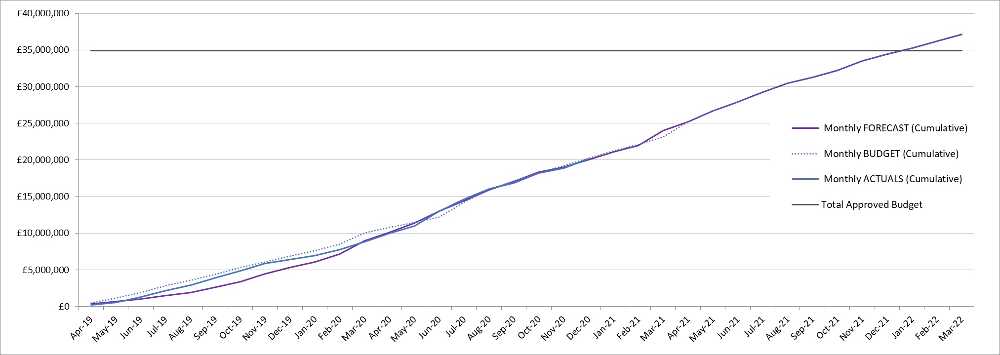 £40,000,000
£35,000,000
£30,000,000
£25,000,000
£20,000,000
£15,000,000
£10,000,000
£5,000,000
£0
Apr-19
May-19
Jun-19
Jul-19
Aug-19
Sep-19
Oct-19
Nov-19
Dec-19
Jan-20
Feb-20
Mar-20
Apr-20
May-20
Jun-20
Jul-20
Aug-20
Sep-20
Oct-20
Nov-20
Dec-20
Jan-21
Feb-21
Mar-21
Apr-21
May-21
Jun-21
Jul-21
Aug-21
Sep-21
Oct-21
Nov-21
Dec-21
Jan-22
Feb-22
Mar-22
Monthly FORECAST (Cumulative)
Monthly BUDGET (Cumulative)
Monthly ACTUALS (Cumulative)
Total Approved Budget